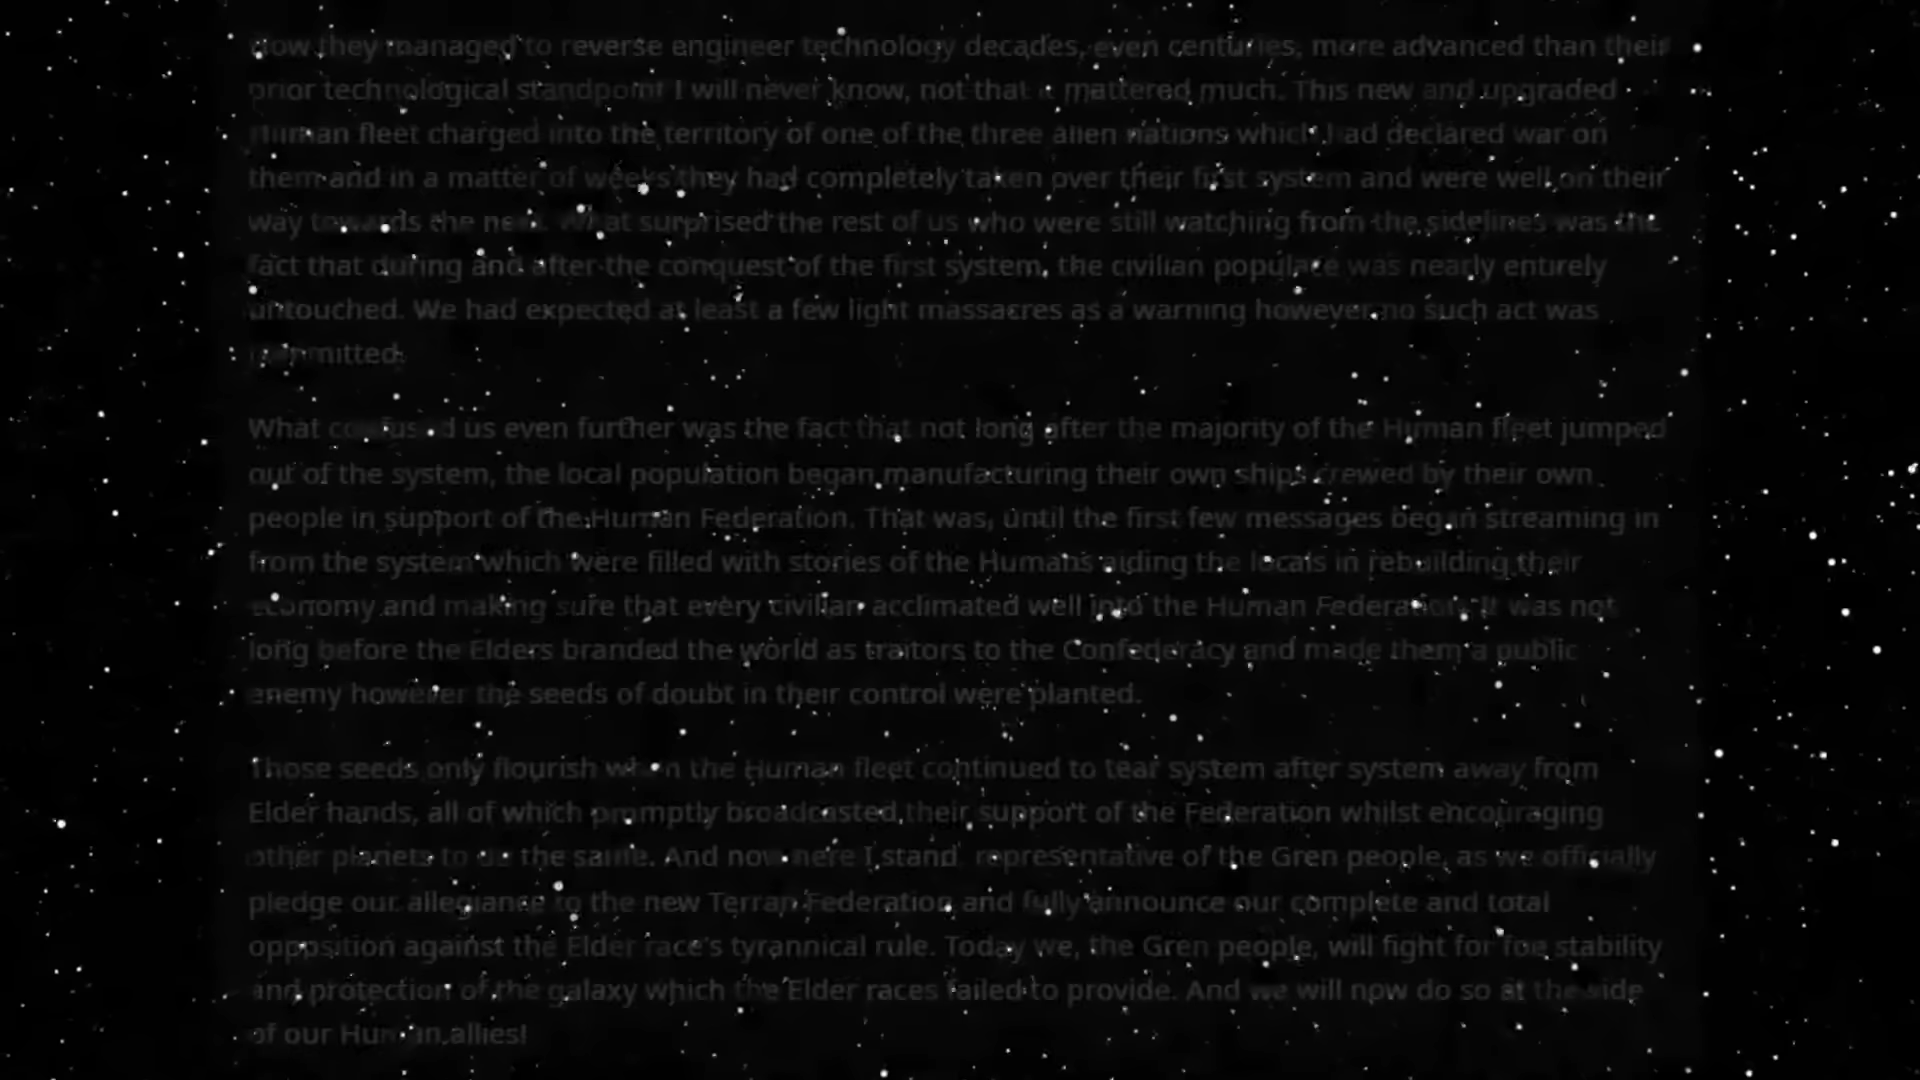 How they managed to reverse engineer technology decades, even centuries, more advanced than their
prior technological standpoint I will never know, not that it mattered much. This new and upgraded
Human fleet charged into the territory of one of the three alien nations which had declared war on
them and in a matter of weeks they had completely taken over their first system and were well on their
way towards the next. What surprised the rest of us who were still watching from the sidelines was the
fact that during and after the conquest of the first system, the civilian populace was nearly entirely
untouched. We had expected at least a few light massacres as a warning however no such act was
committed.
What confused us even further was the fact that not long after the majority of the Human fleet jumped
out of the system, the local population began manufacturing their own ships crewed by their own
people in support of the Human Federation. That was, until the first few messages began streaming in
from the system which were filled with stories of the Humans aiding the locals in rebuilding their
economy and making sure that every civilian acclimated well into the Human Federation. It was not
long before the Elders branded the world as traitors to the Confederacy and made them a public
enemy however the seeds of doubt in their control were planted.
Those seeds only flourish when the Human fleet continued to tear system after system away from
Elder hands, all of which promptly broadcasted their support of the Federation whilst encouraging
other planets to do the same. And now here I stand, representative of the Gren people, as we officially
pledge our allegiance to the new Terran Federation and fully announce our complete and total
opposition against the Elder race's tyrannical rule. Today we, the Gren people, will fight for the stability
and protection of the galaxy which the Elder races failed to provide. And we will now do so at the side
of our Human allies!